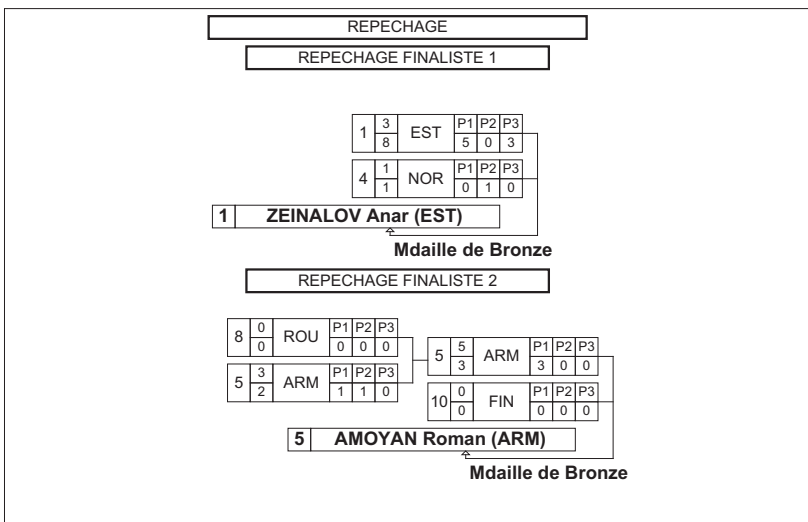 REPECHAGE
REPECHAGE FINALISTE 1
1 3 8 EST P1 P2 P3 5 0 3
4 1 1 NOR P1 P2 P3 0 1 0
1 ZEINALOV Anar (EST)
Mdaille de Bronze
REPECHAGE FINALISTE 2
8 0 0 ROU P1 P2 P3 0 0 0
5 3 2 ARM P1 P2 P3 1 1 0
5 5 3 ARM P1 P2 P3 3 0 0
10 0 0 FIN P1 P2 P3 0 0 0
5 AMOYAN Roman (ARM)
Mdaille de Bronze